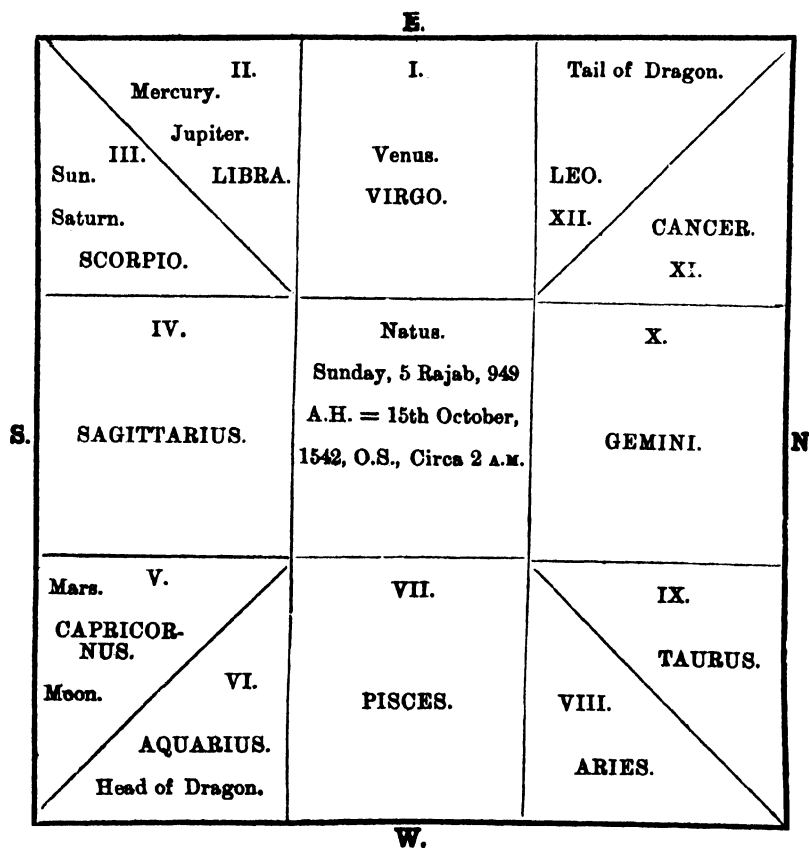 E.
II.
Mercury.
Jupiter.
LIBRA.
III.
Sun.
Saturn.
SCORPIO.
I.
Venus.
VIRGO.
Tail of Dragon.
LEO.
XII.
CANCER.
XI.
S.
IV.
SAGITTARIUS.
Natus.
Sunday, 5 Rajab, 949
A.H. = 15th October,
1542, O.S., Circa 2 A.M.
X.
GEMINI.
N
Mars.
V.
CAPRICOR-
NUS.
Moon.
VI.
AQUARIUS.
Head of Dragon.
VII.
PISCES.
IX.
TAURUS.
VIII.
ARIES.
W.